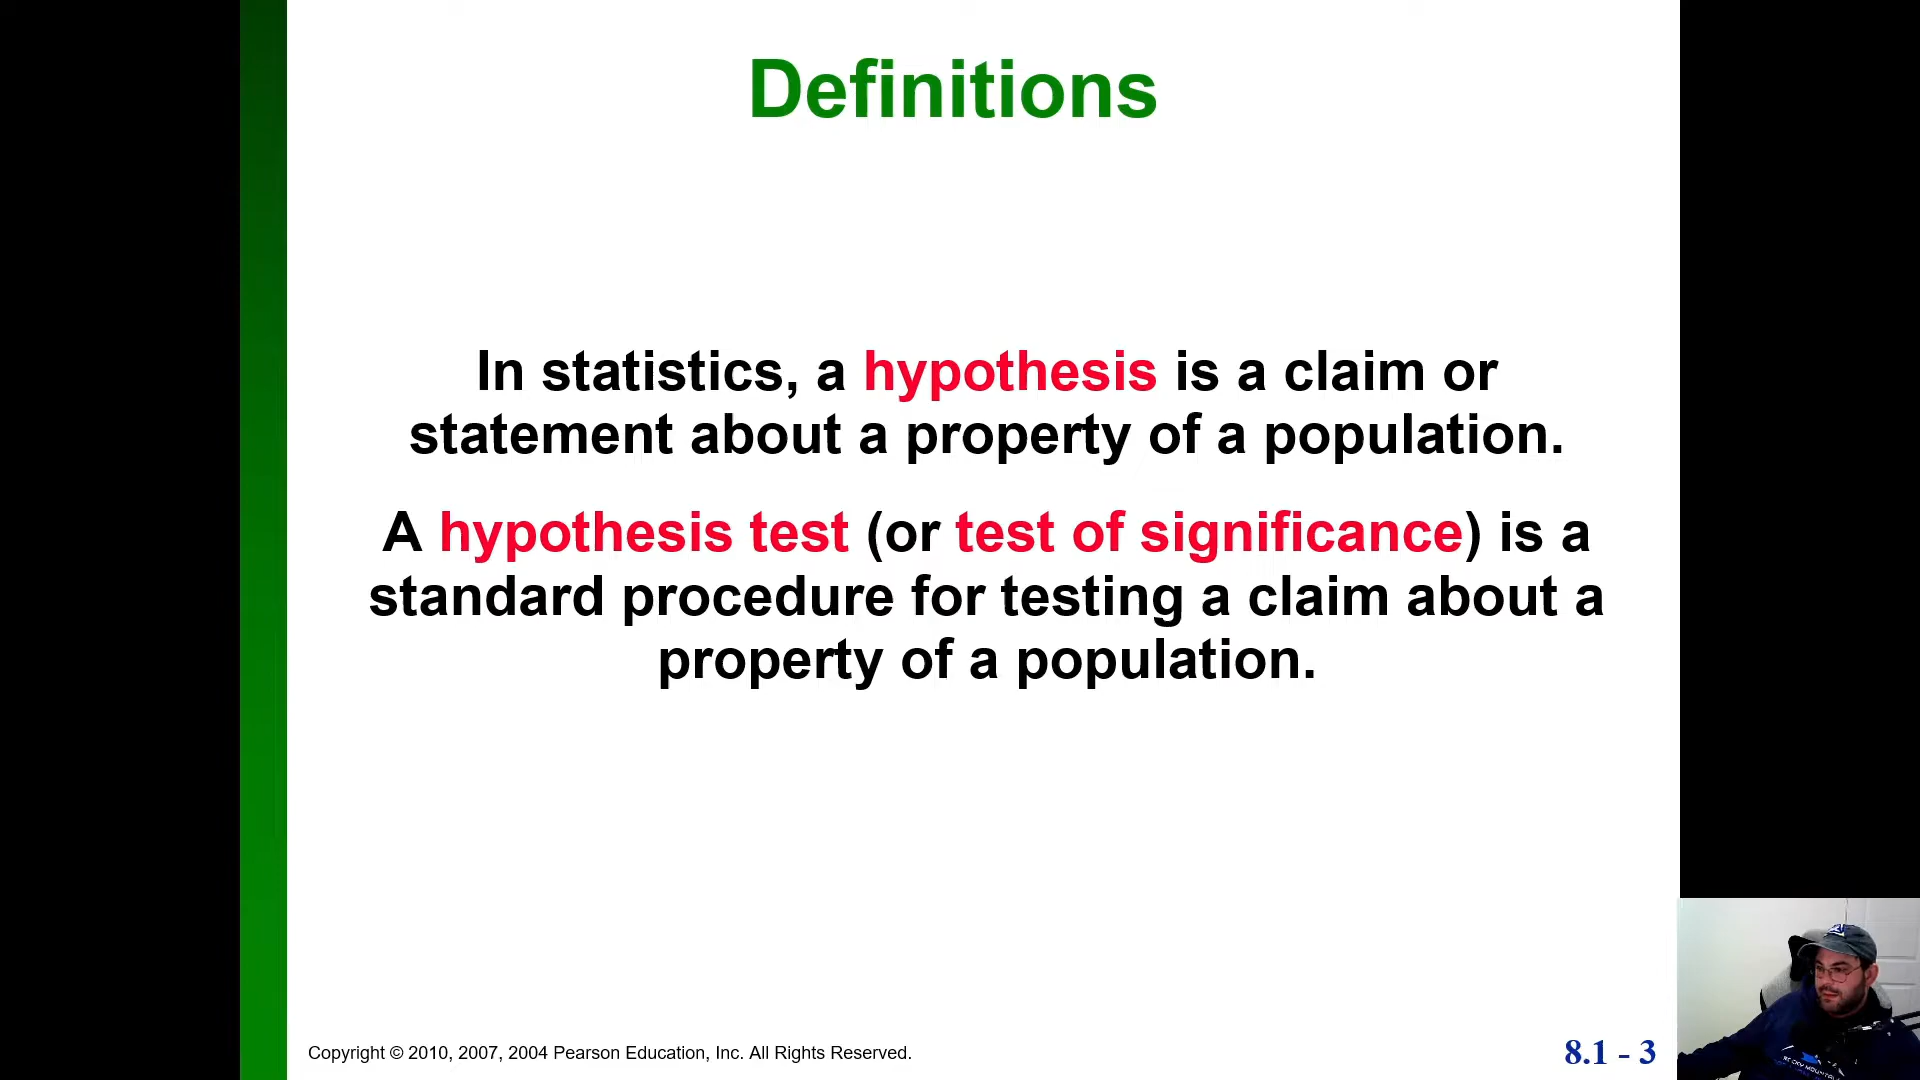 Definitions
In statistics, a hypothesis is a claim or
statement about a property of a population.
A hypothesis test (or test of significance) is a
standard procedure for testing a claim about a
property of a population.
Copyright © 2010, 2007, 2004 Pearson Education, Inc. All Rights Reserved.
8.1 - 3